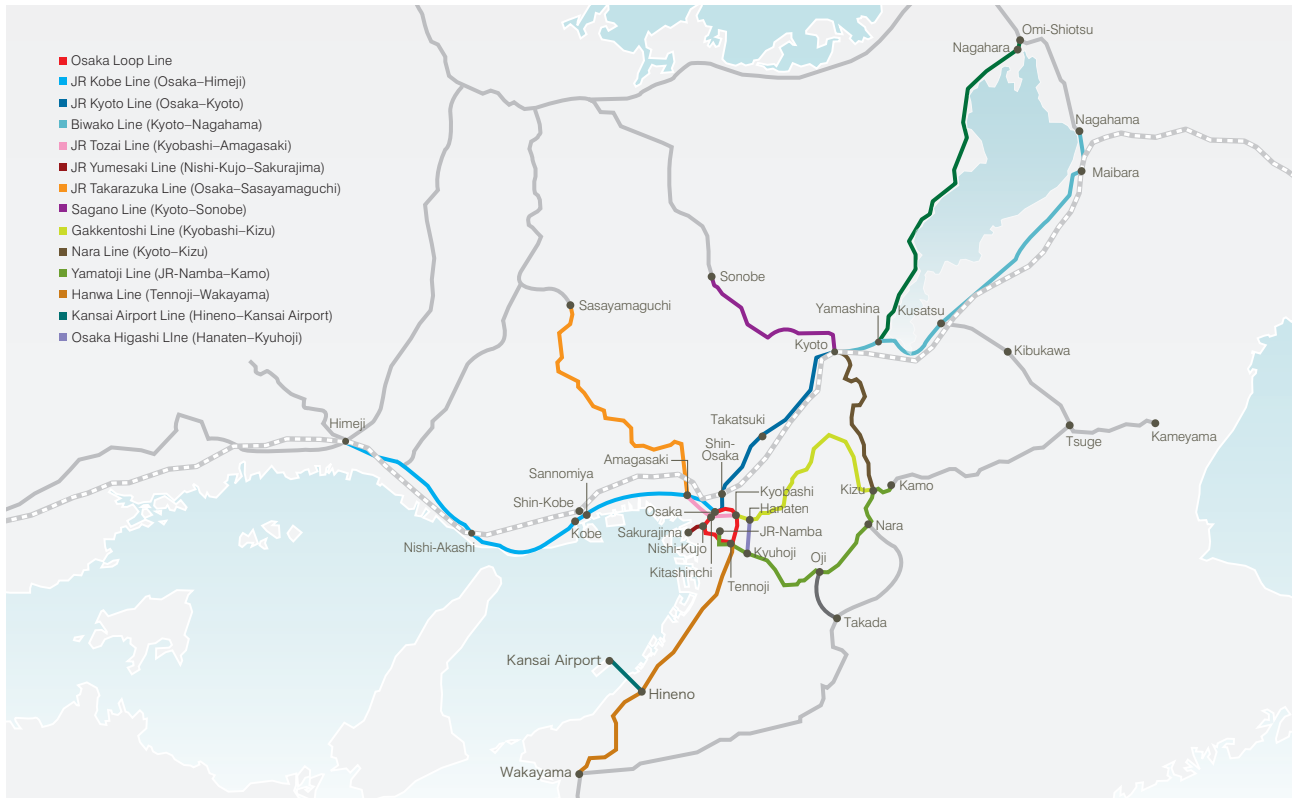 Osaka Loop Line
JR Kobe Line (Osaka–Himeji)
JR Kyoto Line (Osaka–Kyoto)
Biwako Line (Kyoto–Nagahama)
JR Tozai Line (Kyobashi–Amagasaki)
JR Yumesaki Line (Nishi-Kujo–Sakurajima)
JR Takarazuka Line (Osaka–Sasayamaguchi)
Sagano Line (Kyoto–Sonobe)
Gakkentoshi Line (Kyobashi–Kizu)
Nara Line (Kyoto–Kizu)
Yamatoji Line (JR-Namba–Kamo)
Hanwa Line (Tennoji–Wakayama)
Kansai Airport Line (Hineno–Kansai Airport)
Osaka Higashi LIne (Hanaten–Kyuhoji)
Omi-Shiotsu
Nagahara
Nagahama
Maibara
Sonobe
Sasayamaguchi
Yamashina
Kusatsu
Kyoto
Kibukawa
Takatsuki
Himeji
Tsuge
Kameyama
Shin-
Osaka
Amagasaki
Sannomiya
Kyobashi
Kizu
Kamo
Shin-Kobe
Osaka
Hanaten
Kobe
Sakurajima
JR-Namba
Nara
Nishi-Akashi
Nishi-Kujo
Kyuhoji
Oji
Kitashinchi
Tennoji
Takada
Kansai Airport
Hineno
Wakayama